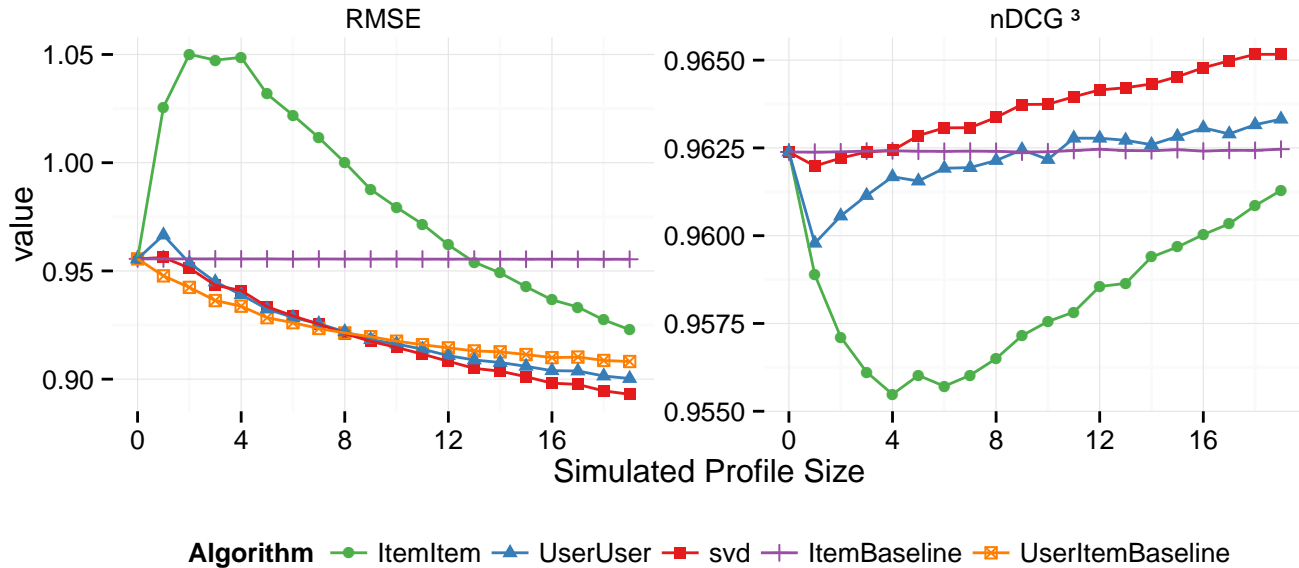 RMSE
nDCG ³
value
1.05
1.00
0.95
0.90
0 4 8 12 16
0.9650
0.9625
0.9600
0.9575
0.9550
0 4 8 12 16
Simulated Profile Size
Algorithm ItemItem UserUser svd ItemBaseline UserItemBaseline